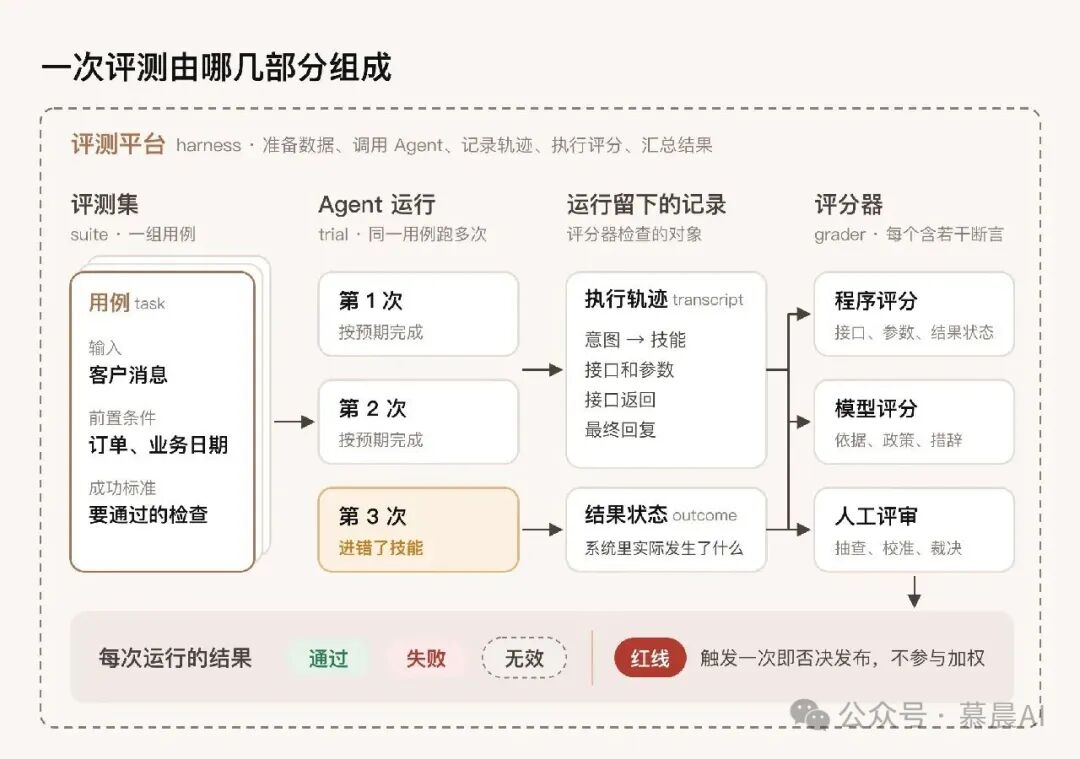 一次评测由哪几部分组成
评测平台 harness · 准备数据、调用 Agent、记录轨迹、执行评分、汇总结果
评测集
suite · 一组用例
用例 task
输入
客户消息
前置条件
订单、业务日期
成功标准
要通过的检查
Agent 运行
trial · 同一用例跑多次
第 1 次
按预期完成
第 2 次
按预期完成
第 3 次
进错了技能
运行留下的记录
评分器检查的对象
执行轨迹 transcript
意图 → 技能
接口和参数
接口返回
最终回复
结果状态 outcome
系统里实际发生了什么
评分器
grader · 每个含若干断言
程序评分
接口、参数、结果状态
模型评分
依据、政策、措辞
人工评审
抽查、校准、裁决
每次运行的结果 通过 失败 无效 红线 触发一次即否决发布，不参与加权
公众号 · 慕晨AI